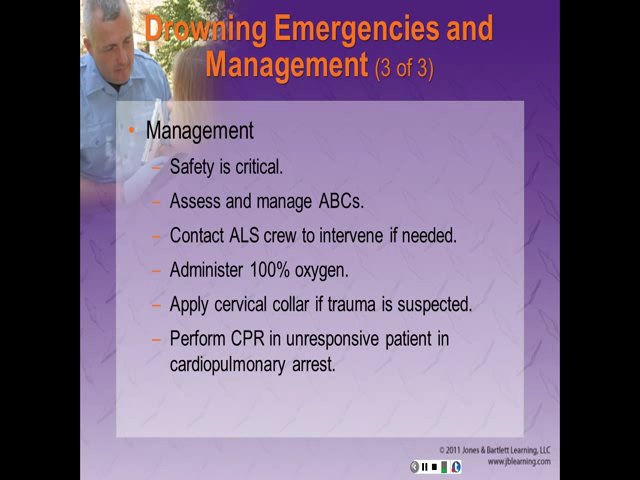 Drowning Emergencies and
Management (3 of 3)
• Management
– Safety is critical.
– Assess and manage ABCs.
– Contact ALS crew to intervene if needed.
– Administer 100% oxygen.
– Apply cervical collar if trauma is suspected.
– Perform CPR in unresponsive patient in
cardiopulmonary arrest.
© 2011 Jones & Bartlett Learning, LLC
www.jblearning.com